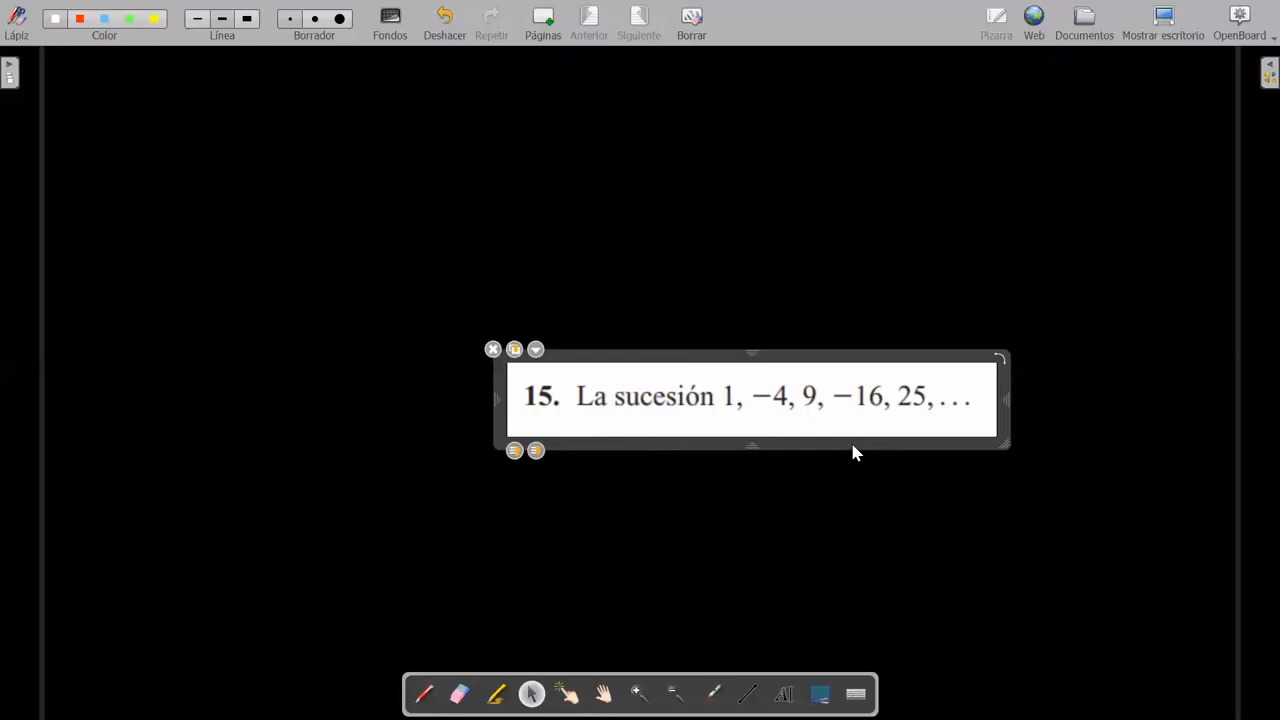 Lápiz Color Línea Borrador Fondos Deshacer Repetir Páginas Anterior Siguiente Borrar Pizarra Web Documentos Mostrar escritorio OpenBoard
15. La sucesión 1, −4, 9, −16, 25, . . .
AI